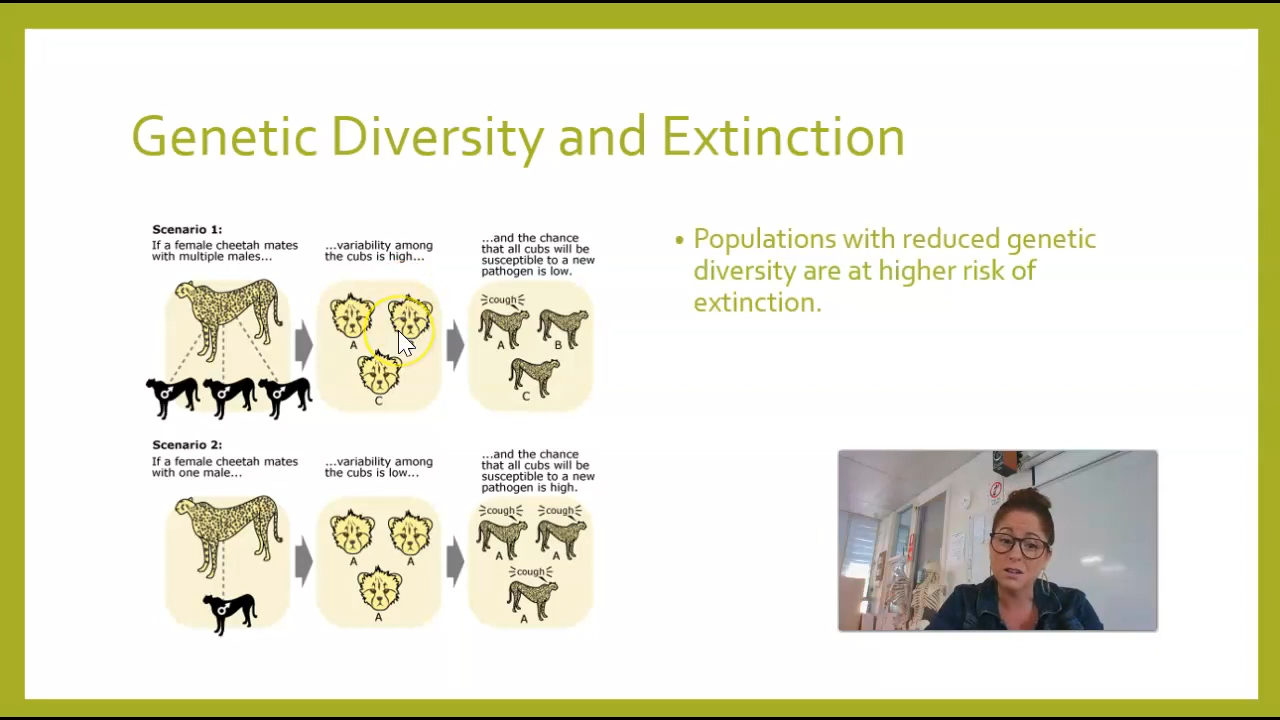 Genetic Diversity and Extinction
Scenario 1:
If a female cheetah mates
with multiple males...
...variability among
the cubs is high...
...and the chance
that all cubs will be
susceptible to a new
pathogen is low.
cough
A
C
A
B
C
• Populations with reduced genetic
diversity are at higher risk of
extinction.
Scenario 2:
If a female cheetah mates
with one male...
...variability among
the cubs is low...
...and the chance
that all cubs will be
susceptible to a new
pathogen is high.
A
A
A
cough
cough
A
A
cough
A